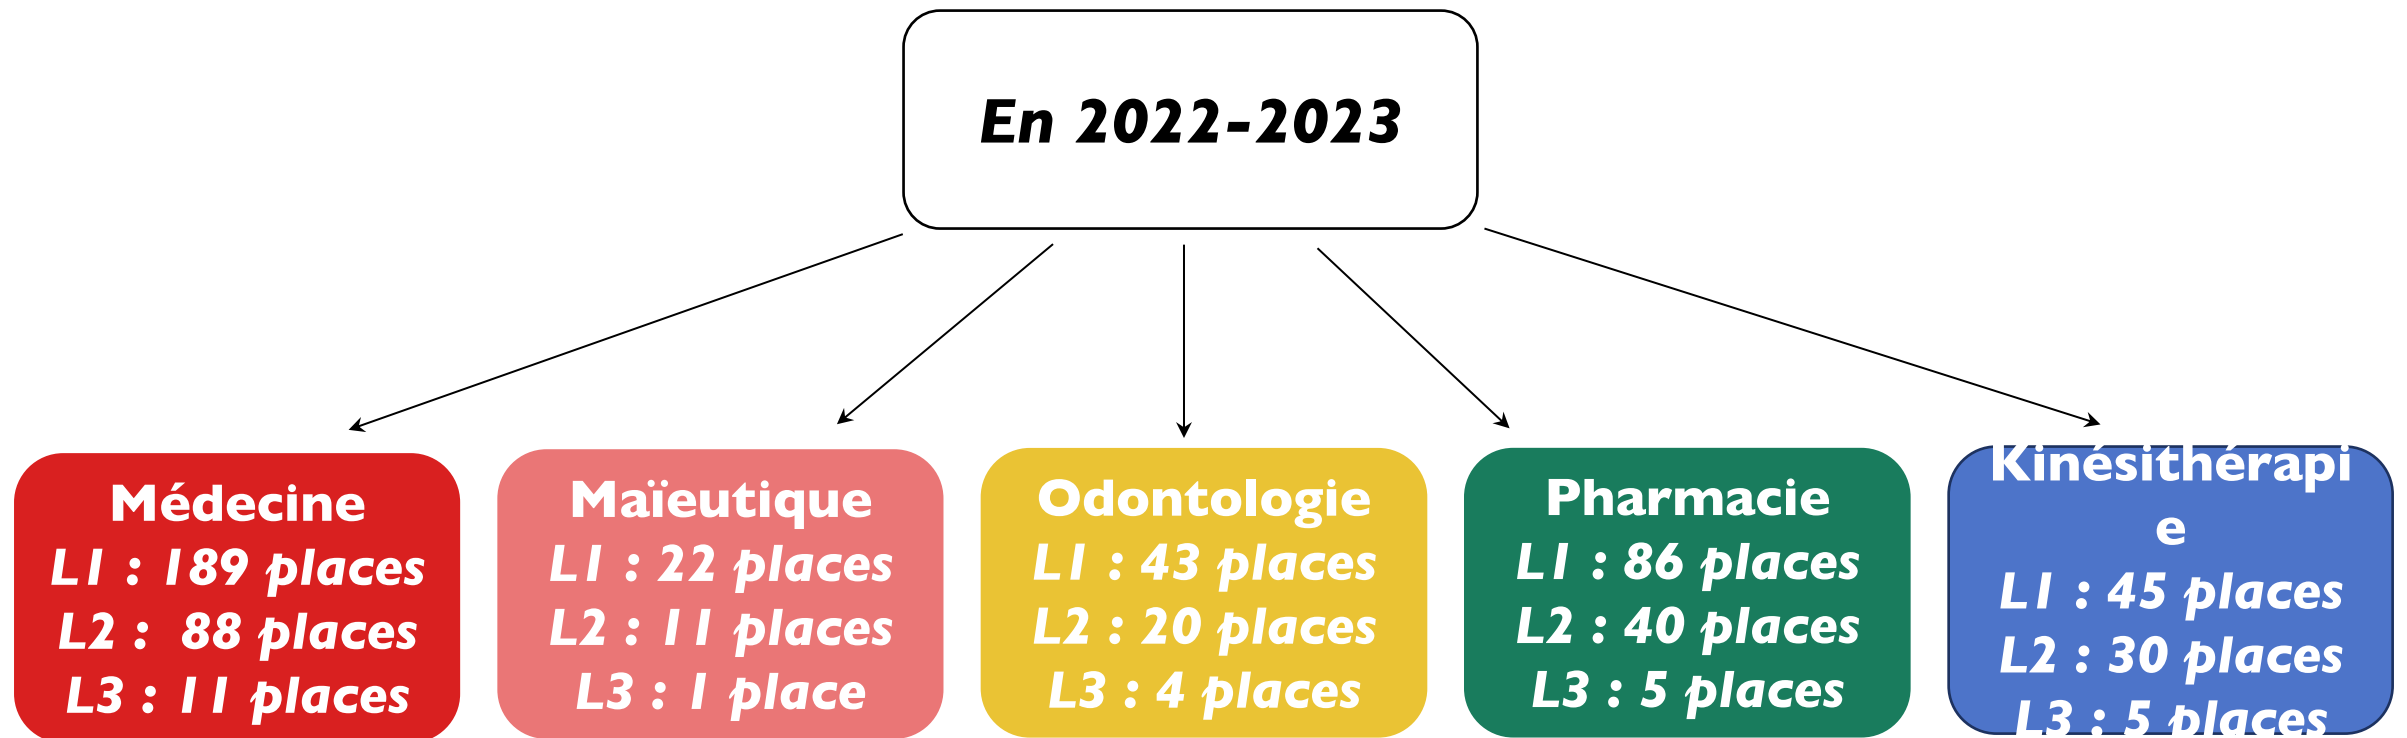 En 2022-2023
Médecine
L1 : 189 places
L2 :  88 places
L3 : 11 places
Maïeutique
L1 : 22 places
L2 : 11 places
L3 : 1 place
Odontologie
L1 : 43 places
L2 : 20 places
L3 : 4 places
Pharmacie
L1 : 86 places
L2 : 40 places
L3 : 5 places
Kinésithérapi
e
L1 : 45 places
L2 : 30 places
L3 : 5 places